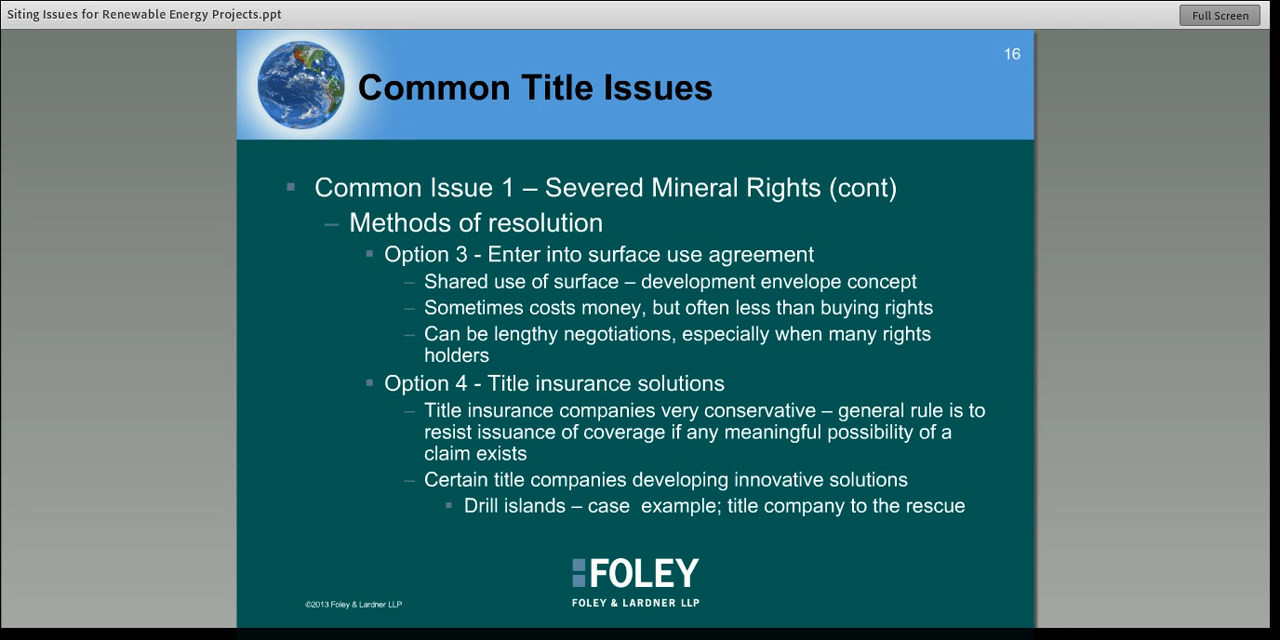 Siting Issues for Renewable Energy Projects.ppt
Full Screen
16
Common Title Issues
Common Issue 1 – Severed Mineral Rights (cont)
– Methods of resolution
Option 3 - Enter into surface use agreement
– Shared use of surface – development envelope concept
– Sometimes costs money, but often less than buying rights
– Can be lengthy negotiations, especially when many rights
holders
Option 4 - Title insurance solutions
– Title insurance companies very conservative – general rule is to
resist issuance of coverage if any meaningful possibility of a
claim exists
– Certain title companies developing innovative solutions
Drill islands – case example; title company to the rescue
FOLEY
FOLEY & LARDNER LLP
©2013 Foley & Lardner LLP